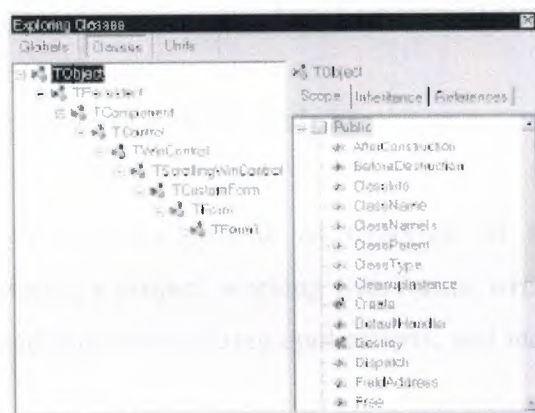 Exploring Classes
Globals Classes Units
TObject
TPersistent
TComponent
TControl
TWinControl
TScrollingWinControl
TCustomForm
TForm
TForm1
TObject
Scope Inheritance References
Public
AfterConstruction
BeforeDestruction
ClassInfo
ClassName
ClassNameIs
ClassParent
ClassType
CleanupInstance
Create
DefaultHandler
Destroy
Dispatch
FieldAddress
Free